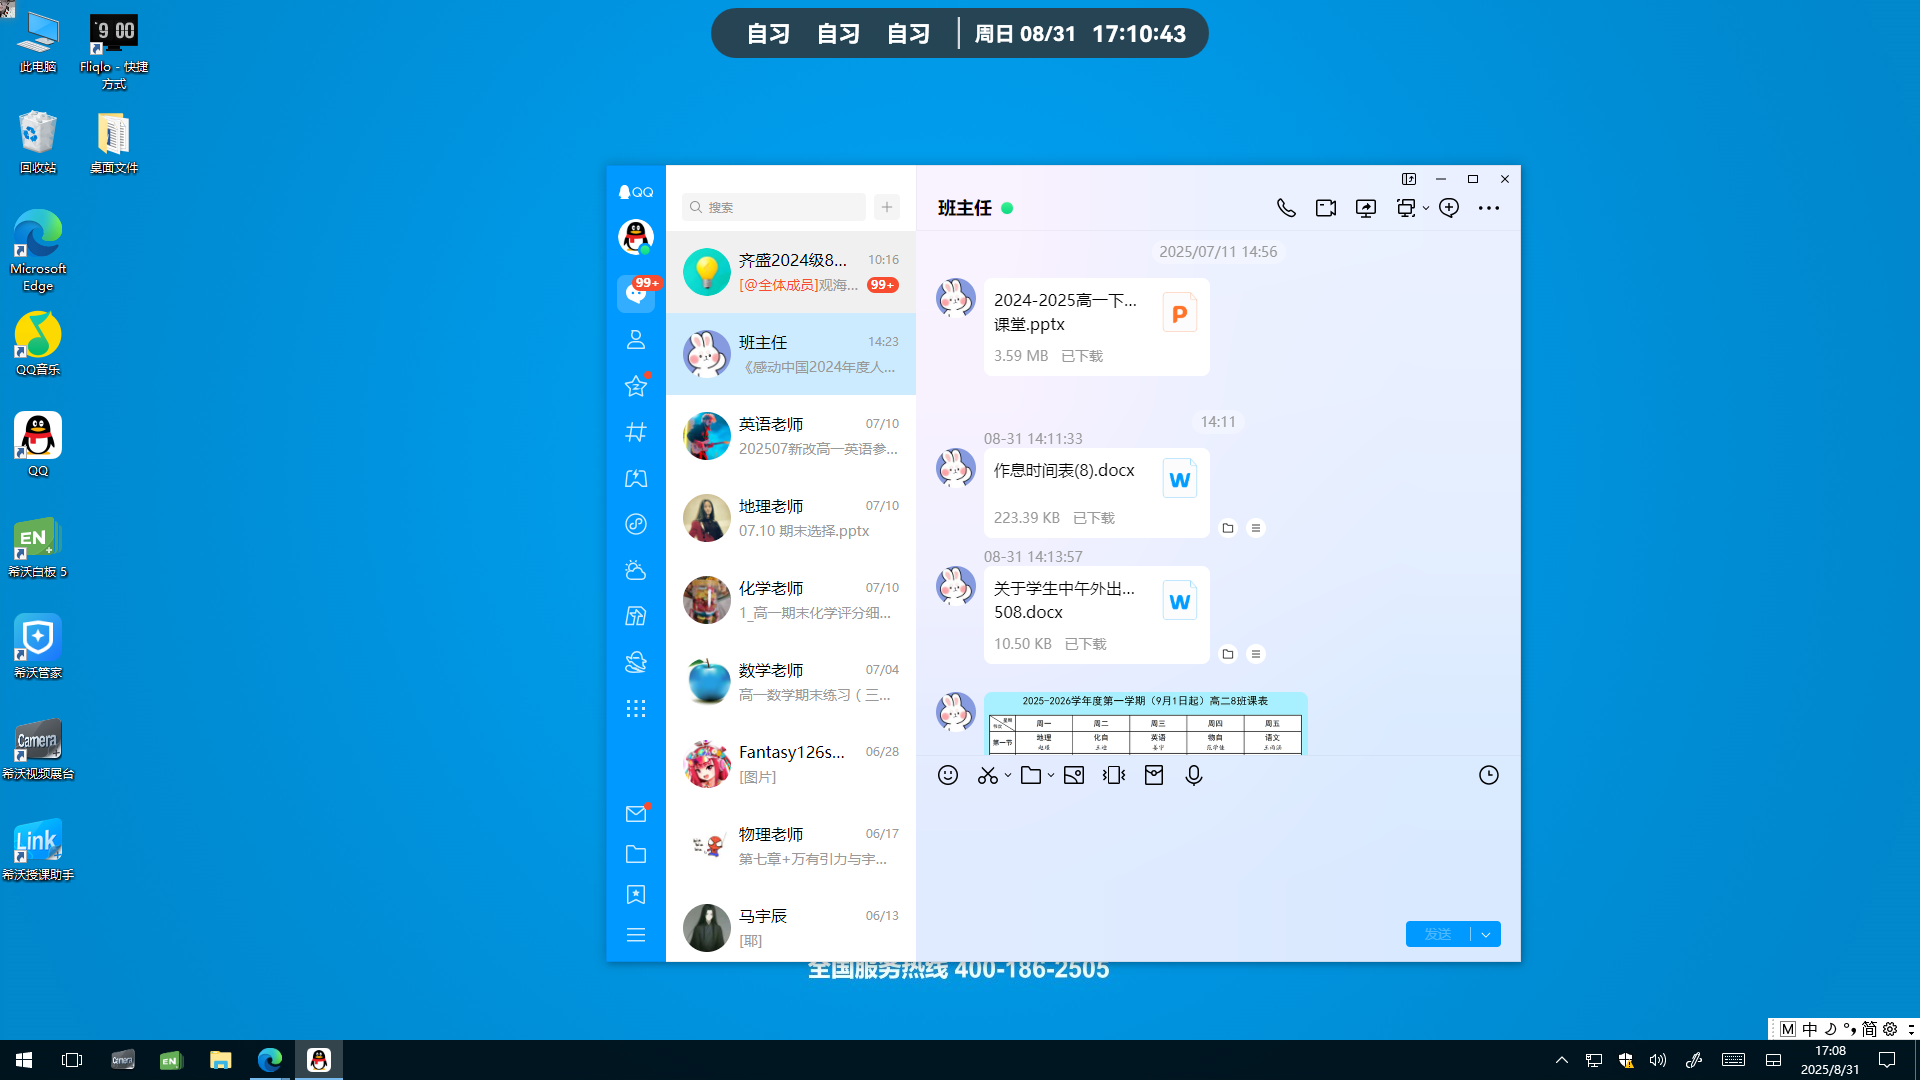 自习 自习 自习 周日 08/31 17:10:43
此电脑
Fliqlo - 快捷方式
9 00
回收站
桌面文件
Microsoft Edge
QQ音乐
QQ
EN
希沃白板 5
希沃管家
Camera
希沃视频展台
Link
希沃授课助手
QQ
99+
搜索
齐盛2024级8... 10:16
[@全体成员]观海... 99+
班主任 14:23
《感动中国2024年度人...
英语老师 07/10
202507新改高一英语参...
地理老师 07/10
07.10 期末选择.pptx
化学老师 07/10
1_高一期末化学评分细...
数学老师 07/04
高一数学期末练习（三...
Fantasy126s... 06/28
[图片]
物理老师 06/17
第七章+万有引力与宇...
马宇辰 06/13
[耶]
班主任
2025/07/11 14:56
2024-2025高一下...
课堂.pptx
P
3.59 MB 已下载
14:11
08-31 14:11:33
作息时间表(8).docx
W
223.39 KB 已下载
08-31 14:13:57
关于学生中午外出...
508.docx
W
10.50 KB 已下载
2025-2026学年度第一学期（9月1日起）高二8班课表
周一 周二 周三 周四 周五
第一节 地理 化自 英语 物自 语文
发送
全国服务热线 400-186-2505
M 中 简
Camera
EN
17:08
2025/8/31